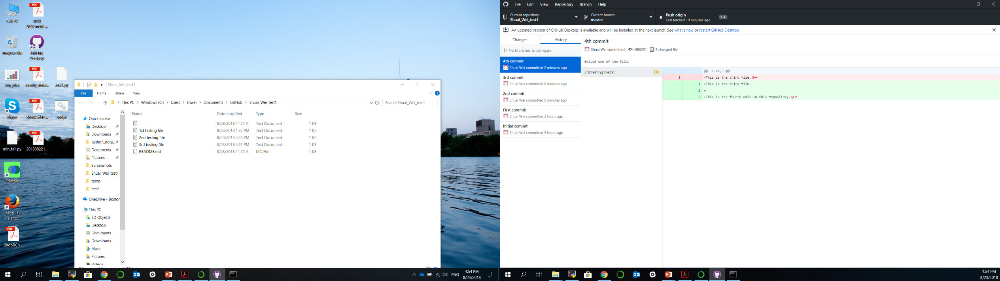 This PC
RCN
Statement ...
Recycle Bin
GitHub
Desktop
bar_plot
family_statu...
test1.py
Skype
ZhouOfferl...
script
min_fail.py
201808221...
Stencila
Mozilla
Firefox
ShopRCN
Shuai_Wei_test1
File Home Share View
This PC > Windows (C:) > Users > shwei > Documents > GitHub > Shuai_Wei_test1
Search Shuai_Wei_test1
Name Date modified Type Size
8/23/2018 11:57 A Text Document 1 KB
1st testing file 8/23/2018 1:37 PM Text Document 1 KB
2nd testing file 8/23/2018 4:44 PM Text Document 1 KB
3rd testing file 8/23/2018 4:51 PM Text Document 1 KB
README.md 8/23/2018 11:57 A MD File 1 KB
Quick access
Desktop
Downloads
python_data_
Documents
Pictures
Screenshots
Shuai_Wei_test1
temp
test1
OneDrive - Bostor
This PC
3D Objects
Desktop
Documents
Downloads
Music
Pictures
Videos
ENG
4:54 PM
8/23/2018
File Edit View Repository Branch Help
Current repository
Shuai_Wei_test1
Current branch
master
Push origin
Last fetched 10 minutes ago
3
An updated version of GitHub Desktop is available and will be installed at the next launch. See what's new or restart GitHub Desktop.
Changes History
No branches to compare
4th commit
Shuai Wei committed 2 minutes ago
3rd commit
Shuai Wei committed 8 minutes ago
2nd commit
Shuai Wei committed 9 minutes ago
First commit!
Shuai Wei committed 3 hours ago
Initial commit
Shuai Wei committed 5 hours ago
4th commit
Shuai Wei committed c986251 1 changed file
Edited one of the file.
3rd testing file.txt
@@ -1 +1,3 @@
1 -This is the third file.
1 +This is the third file.
2 +
3 +This is the fourth edit in this repository.
4:54 PM
8/23/2018